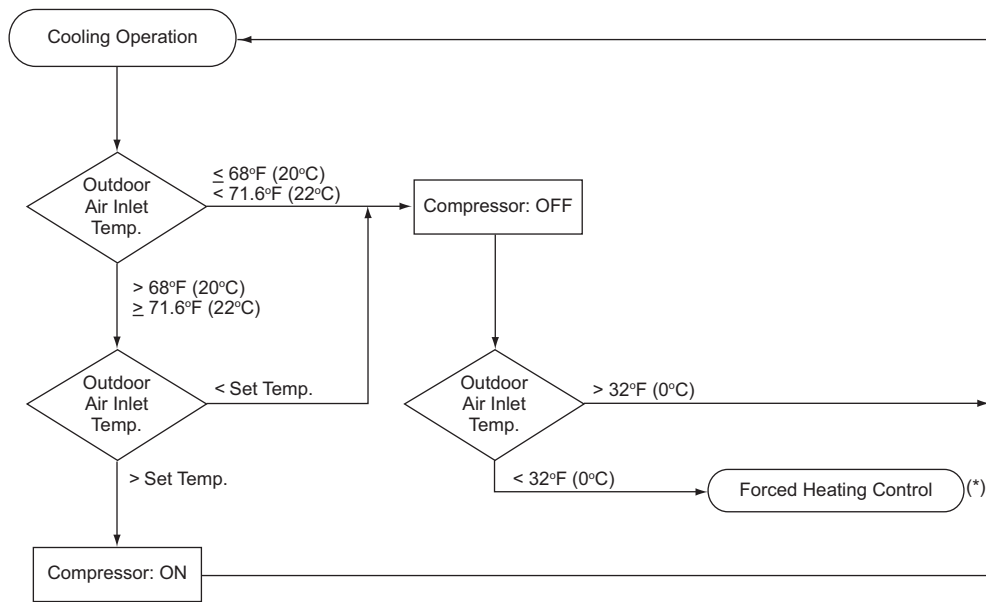 Cooling Operation
Outdoor
Air Inlet
Temp.
≤ 68°F (20°C)
< 71.6°F (22°C)
Compressor: OFF
> 68°F (20°C)
≥ 71.6°F (22°C)
Outdoor
Air Inlet
Temp.
< Set Temp.
Outdoor
Air Inlet
Temp.
> 32°F (0°C)
> Set Temp.
< 32°F (0°C)
Forced Heating Control (*)
Compressor: ON